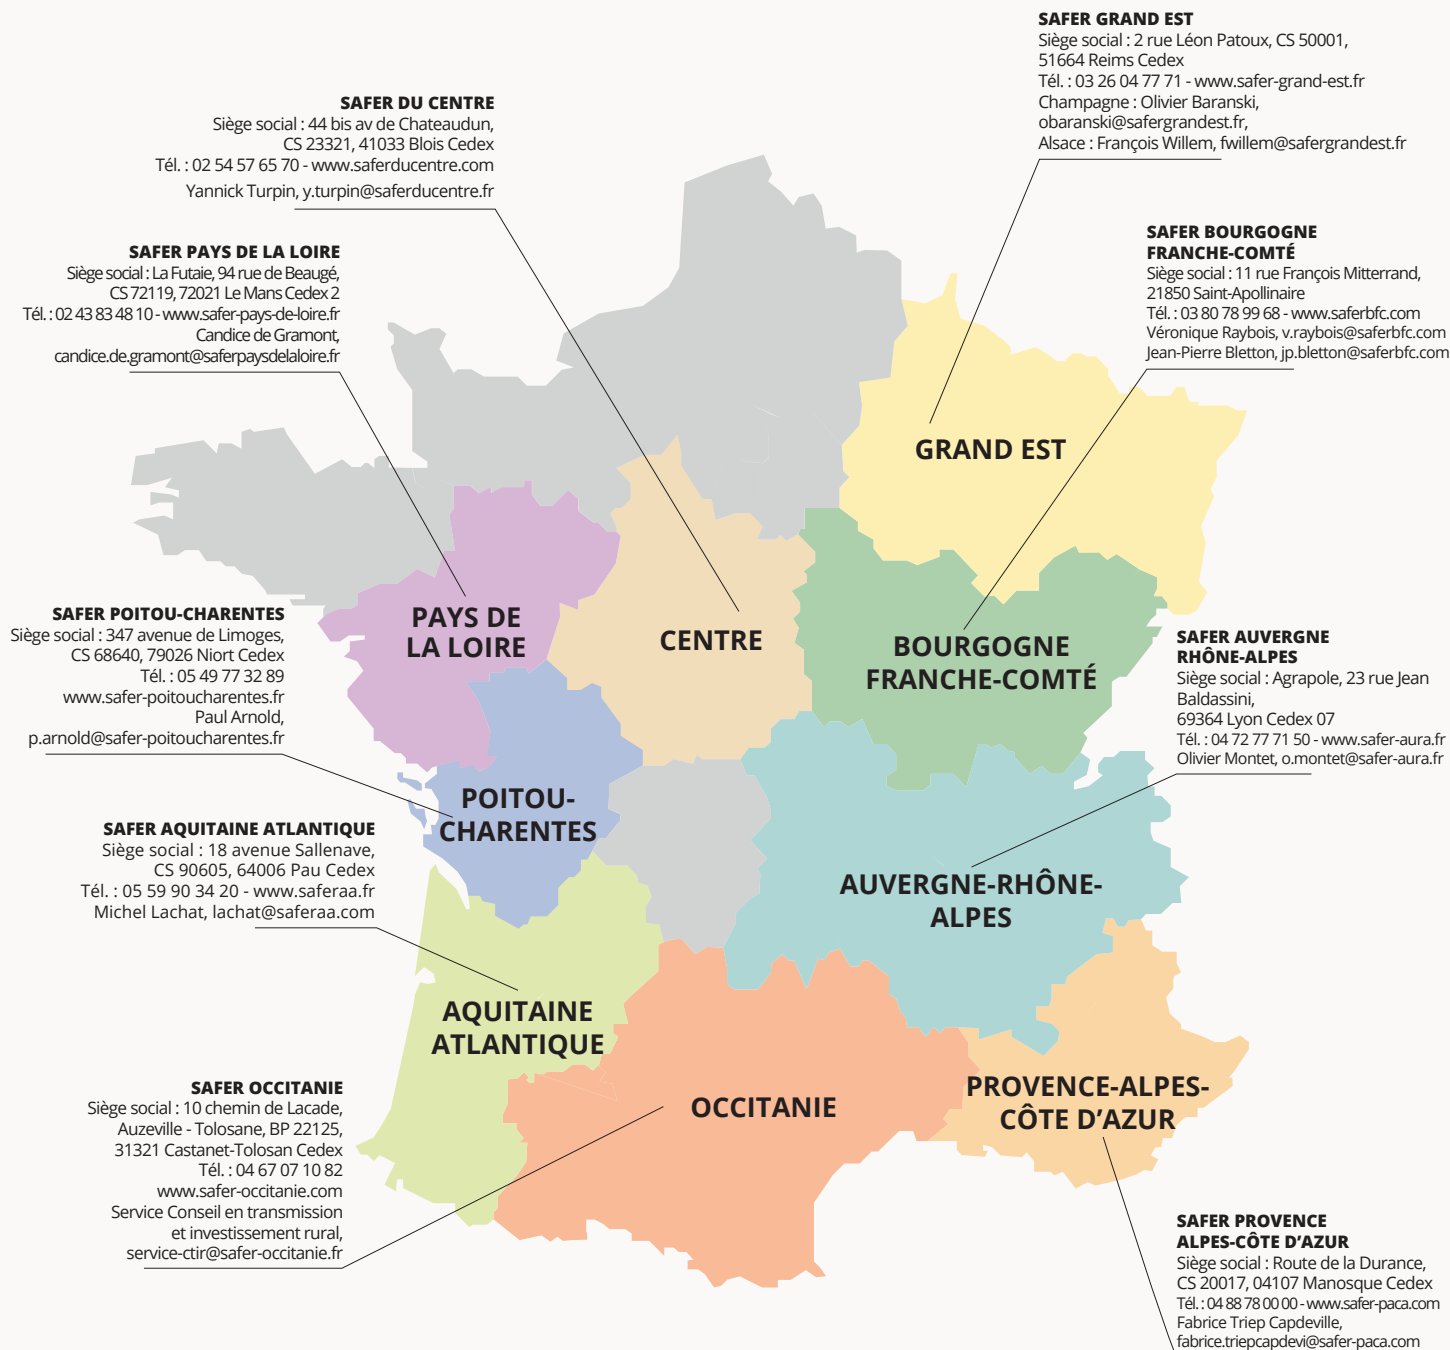 SAFER GRAND EST
Siège social : 2 rue Léon Patoux, CS 50001,
51664 Reims Cedex
Tél. : 03 26 04 77 71 - www.safer-grand-est.fr
Champagne : Olivier Baranski,
obaranski@safergrandest.fr,
Alsace : François Willem, fwillem@safergrandest.fr
SAFER DU CENTRE
Siège social : 44 bis av de Chateaudun,
CS 23321, 41033 Blois Cedex
Tél. : 02 54 57 65 70 - www.saferducentre.com
Yannick Turpin, y.turpin@saferducentre.fr
SAFER BOURGOGNE
FRANCHE-COMTÉ
Siège social : 11 rue François Mitterrand,
21850 Saint-Apollinaire
Tél. : 03 80 78 99 68 - www.saferbfc.com
Véronique Raybois, v.raybois@saferbfc.com
Jean-Pierre Bletton, jp.bletton@saferbfc.com
SAFER PAYS DE LA LOIRE
Siège social : La Futaie, 94 rue de Beaugé,
CS 72119, 72021 Le Mans Cedex 2
Tél. : 02 43 83 48 10 - www.safer-pays-de-loire.fr
Candice de Gramont,
candice.de.gramont@saferpaysdelaloire.fr
GRAND EST
PAYS DE
LA LOIRE
CENTRE
BOURGOGNE
FRANCHE-COMTÉ
SAFER POITOU-CHARENTES
Siège social : 347 avenue de Limoges,
CS 68640, 79026 Niort Cedex
Tél. : 05 49 77 32 89
www.safer-poitoucharentes.fr
Paul Arnold,
p.arnold@safer-poitoucharentes.fr
SAFER AUVERGNE
RHÔNE-ALPES
Siège social : Agrapole, 23 rue Jean
Baldassini,
69364 Lyon Cedex 07
Tél. : 04 72 77 71 50 - www.safer-aura.fr
Olivier Montet, o.montet@safer-aura.fr
POITOU-
CHARENTES
SAFER AQUITAINE ATLANTIQUE
Siège social : 18 avenue Sallenave,
CS 90605, 64006 Pau Cedex
Tél. : 05 59 90 34 20 - www.saferaa.fr
Michel Lachat, lachat@saferaa.com
AUVERGNE-RHÔNE-
ALPES
AQUITAINE
ATLANTIQUE
SAFER OCCITANIE
Siège social : 10 chemin de Lacade,
Auzeville - Tolosane, BP 22125,
31321 Castanet-Tolosan Cedex
Tél. : 04 67 07 10 82
www.safer-occitanie.com
Service Conseil en transmission
et investissement rural,
service-ctir@safer-occitanie.fr
OCCITANIE
PROVENCE-ALPES-
CÔTE D'AZUR
SAFER PROVENCE
ALPES-CÔTE D'AZUR
Siège social : Route de la Durance,
CS 20017, 04107 Manosque Cedex
Tél. : 04 88 78 00 00 - www.safer-paca.com
Fabrice Triep Capdeville,
fabrice.triepcapdevi@safer-paca.com